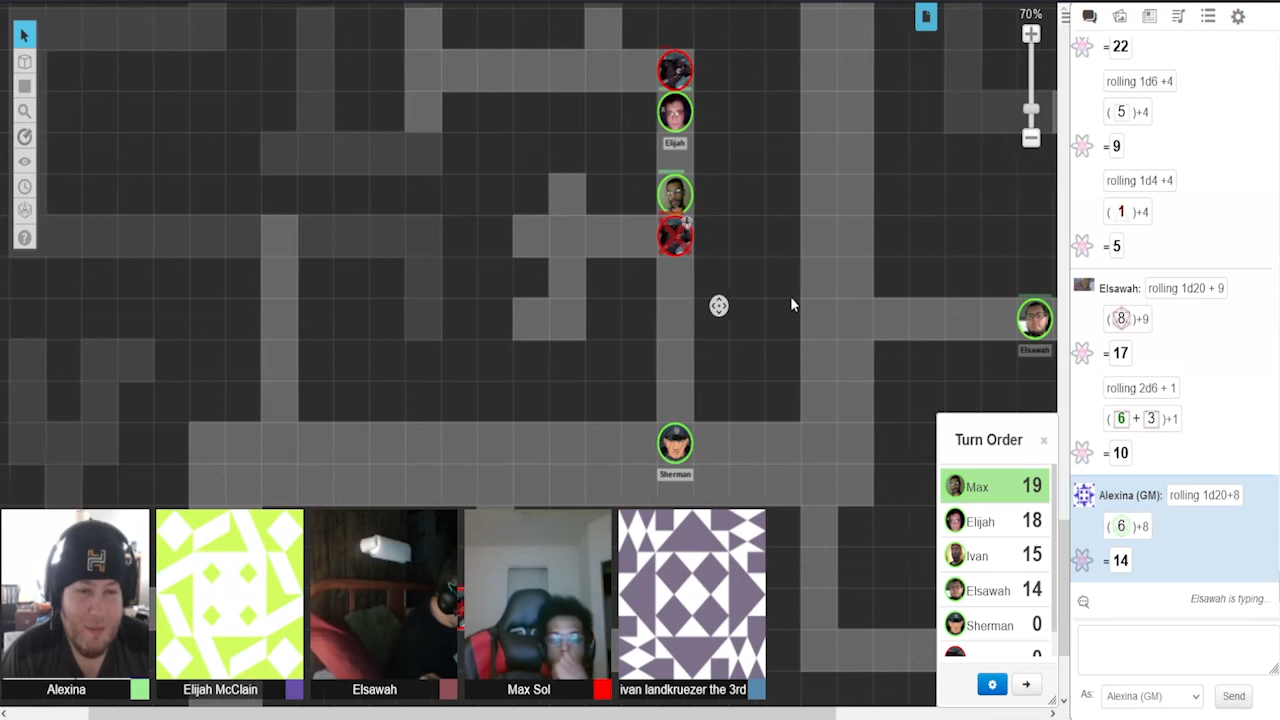 70%
= 22
rolling 1d6 +4
( 5 )+4
= 9
rolling 1d4 +4
( 1 )+4
= 5
Elsawah: rolling 1d20 + 9
( 8 )+9
= 17
rolling 2d6 + 1
( 6 + 3 )+1
= 10
Alexina (GM): rolling 1d20+8
( 6 )+8
= 14
Elsawah is typing...
As: Alexina (GM) Send
Elijah
Elsawah
Sherman
Turn Order ×
Max 19
Elijah 18
Ivan 15
Elsawah 14
Sherman 0
Alexina
Elijah McClain
Elsawah
Max Sol
ivan landkruezer the 3rd